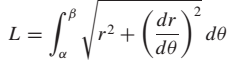 L = ∫_α^β √(r² + (dr/dθ)²) dθ